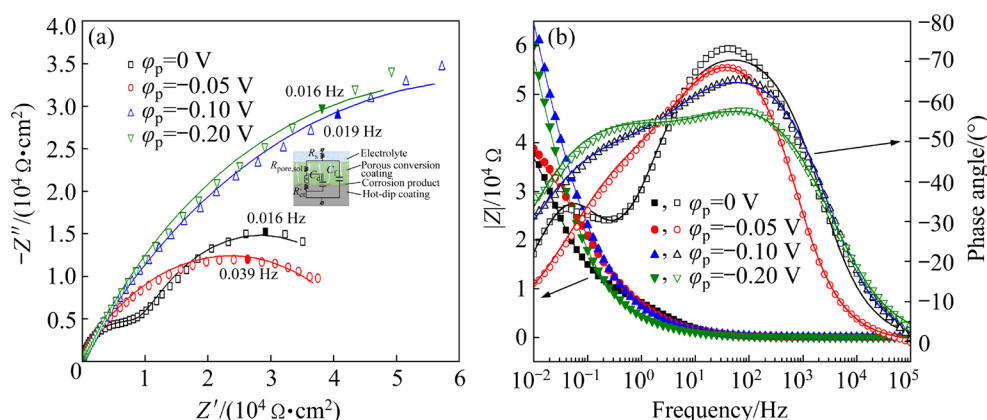 (a)
φp=0 V
φp=−0.05 V
φp=−0.10 V
φp=−0.20 V
0.016 Hz
0.019 Hz
0.016 Hz
0.039 Hz
Rs
Electrolyte
Rpore,sol
Porous conversion
coating
Cdl
Cf
Corrosion product
Hot-dip coating
4.0
3.5
3.0
2.5
2.0
1.5
1.0
0.5
0
1
2
3
4
5
6
−Z″/(10⁴ Ω•cm²)
Z′/(10⁴ Ω•cm²)
(b)
6
5
4
3
2
1
0
|Z|/10⁴ Ω
−80
−70
−60
−50
−40
−30
−20
−10
0
Phase angle/(°)
, φp=0 V
, φp=−0.05 V
, φp=−0.10 V
, φp=−0.20 V
10⁻² 10⁻¹ 10⁰ 10¹ 10² 10³ 10⁴ 10⁵
Frequency/Hz